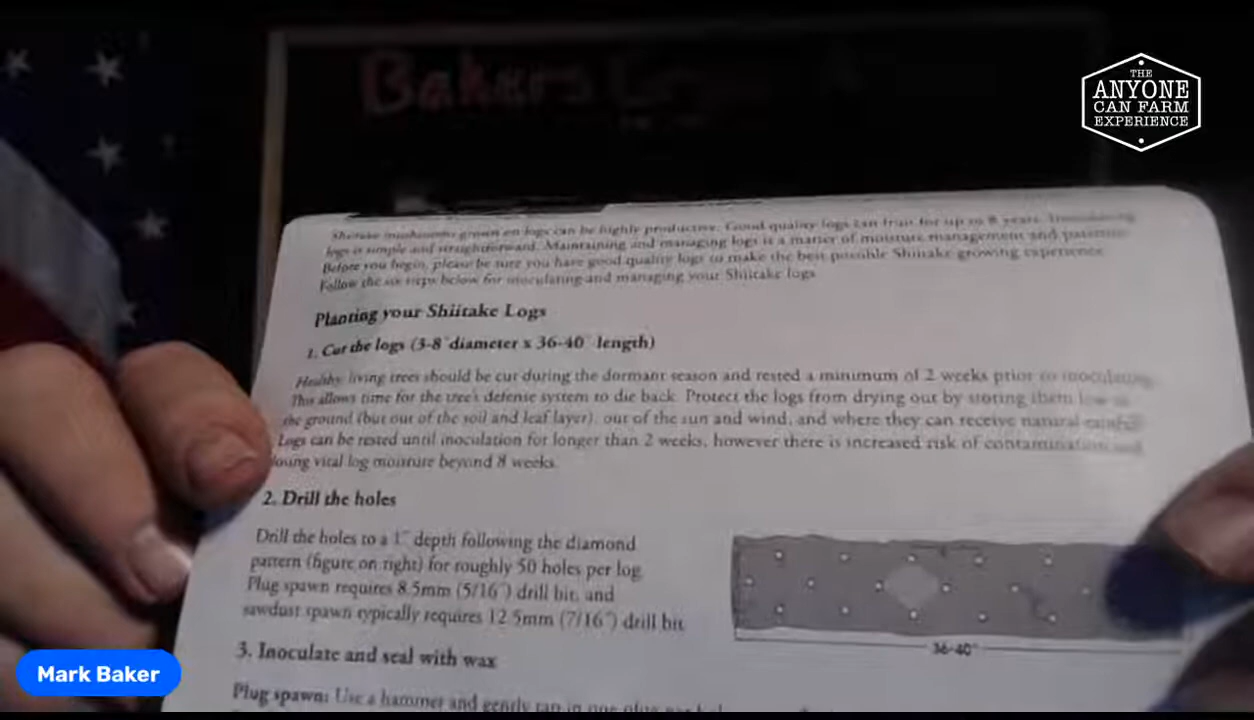 Bakers
THE
ANYONE
CAN FARM
EXPERIENCE
Shiitake mushrooms grown on logs can be highly productive. Good quality logs can fruit for up to 8 years. Inoculating
logs is simple and straightforward. Maintaining and managing logs is a matter of moisture management and patience.
Before you begin, please be sure you have good quality logs to make the best possible Shiitake growing experience.
Follow the six steps below for inoculating and managing your Shiitake logs
Planting your Shiitake Logs
1. Cut the logs (3-8" diameter x 36-40" length)
Healthy, living trees should be cut during the dormant season and rested a minimum of 2 weeks prior to inoculating.
This allows time for the tree's defense system to die back. Protect the logs from drying out by storing them low to
the ground (but out of the soil and leaf layer), out of the sun and wind, and where they can receive natural rainfall.
Logs can be rested until inoculation for longer than 2 weeks, however there is increased risk of contamination and
losing vital log moisture beyond 8 weeks.
2. Drill the holes
Drill the holes to a 1" depth following the diamond
pattern (figure on right) for roughly 50 holes per log.
Plug spawn requires 8.5mm (5/16") drill bit, and
sawdust spawn typically requires 12.5mm (7/16") drill bit.
36-40"
3. Inoculate and seal with wax
Plug spawn: Use a hammer and gently tap in one plug per
Mark Baker